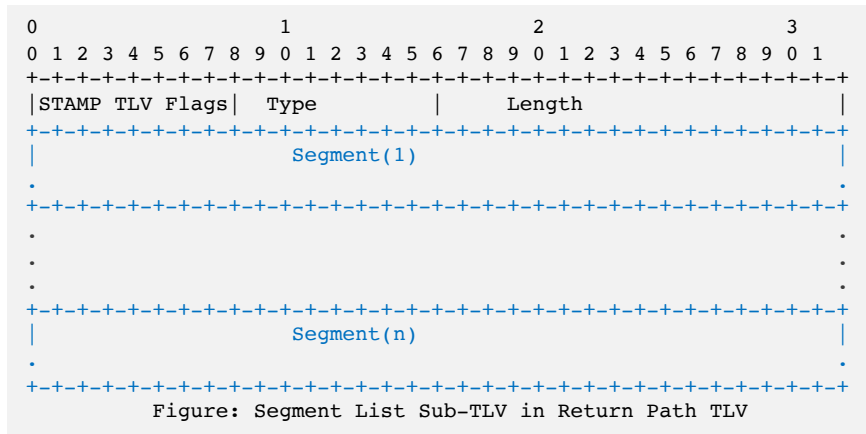 0                   1                   2                   3
0 1 2 3 4 5 6 7 8 9 0 1 2 3 4 5 6 7 8 9 0 1 2 3 4 5 6 7 8 9 0 1
+-+-+-+-+-+-+-+-+-+-+-+-+-+-+-+-+-+-+-+-+-+-+-+-+-+-+-+-+-+-+-+-+
|STAMP TLV Flags|  Type         |     Length                    |
+-+-+-+-+-+-+-+-+-+-+-+-+-+-+-+-+-+-+-+-+-+-+-+-+-+-+-+-+-+-+-+-+
|                    Segment(1)                                 |
.                                                               .
+-+-+-+-+-+-+-+-+-+-+-+-+-+-+-+-+-+-+-+-+-+-+-+-+-+-+-+-+-+-+-+-+
.                                                               .
.                                                               .
.                                                               .
+-+-+-+-+-+-+-+-+-+-+-+-+-+-+-+-+-+-+-+-+-+-+-+-+-+-+-+-+-+-+-+-+
|                    Segment(n)                                 |
.                                                               .
+-+-+-+-+-+-+-+-+-+-+-+-+-+-+-+-+-+-+-+-+-+-+-+-+-+-+-+-+-+-+-+-+
Figure: Segment List Sub-TLV in Return Path TLV